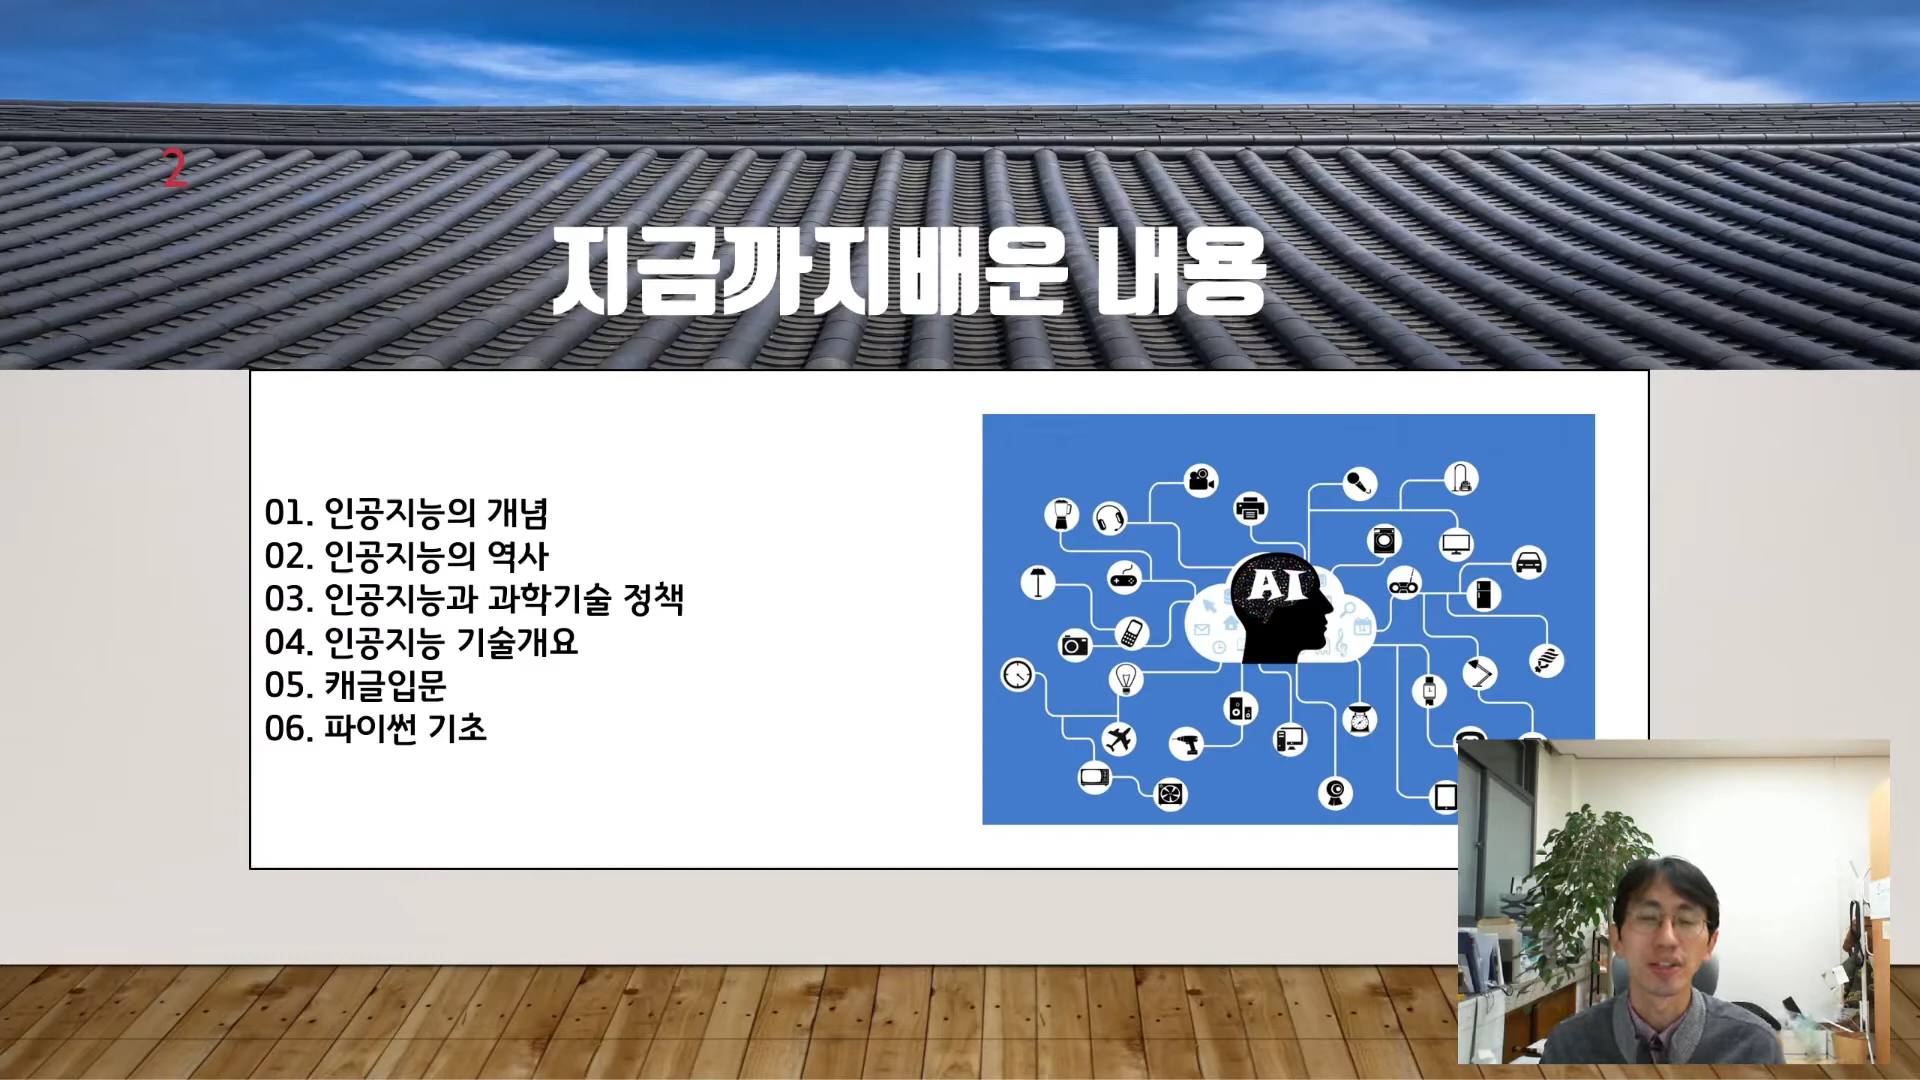 2
지금까지배운 내용
01. 인공지능의 개념
02. 인공지능의 역사
03. 인공지능과 과학기술 정책
04. 인공지능 기술개요
05. 캐글입문
06. 파이썬 기초
AI